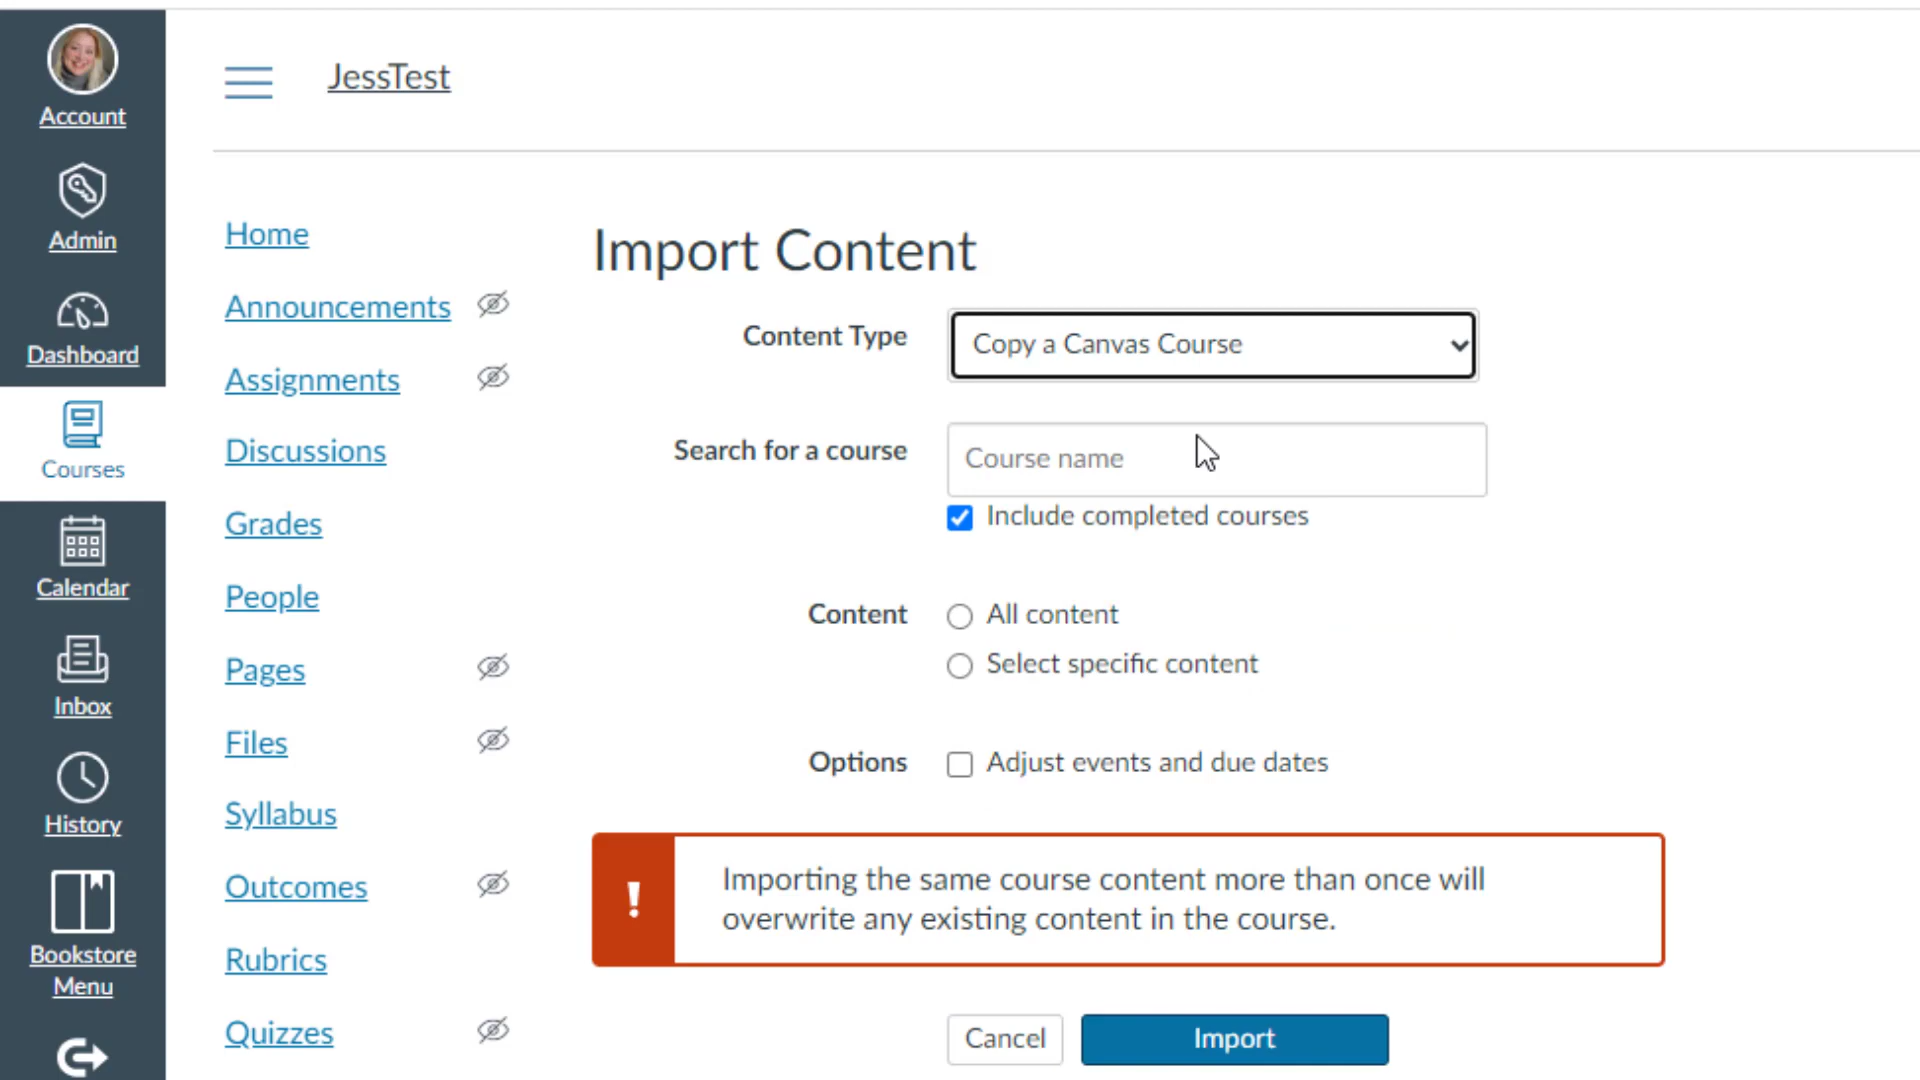 Account
Admin
Dashboard
Courses
Calendar
Inbox
History
Bookstore
Menu
JessTest
Home
Announcements
Assignments
Discussions
Grades
People
Pages
Files
Syllabus
Outcomes
Rubrics
Quizzes
Import Content
Content Type
Copy a Canvas Course
Search for a course
Course name
Include completed courses
Content
All content
Select specific content
Options
Adjust events and due dates
!
Importing the same course content more than once will
overwrite any existing content in the course.
Cancel
Import